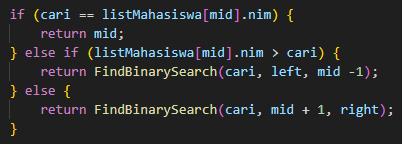 if (cari == listMahasiswa[mid].nim) {
    return mid;
} else if (listMahasiswa[mid].nim > cari) {
    return FindBinarySearch(cari, left, mid -1);
} else {
    return FindBinarySearch(cari, mid + 1, right);
}